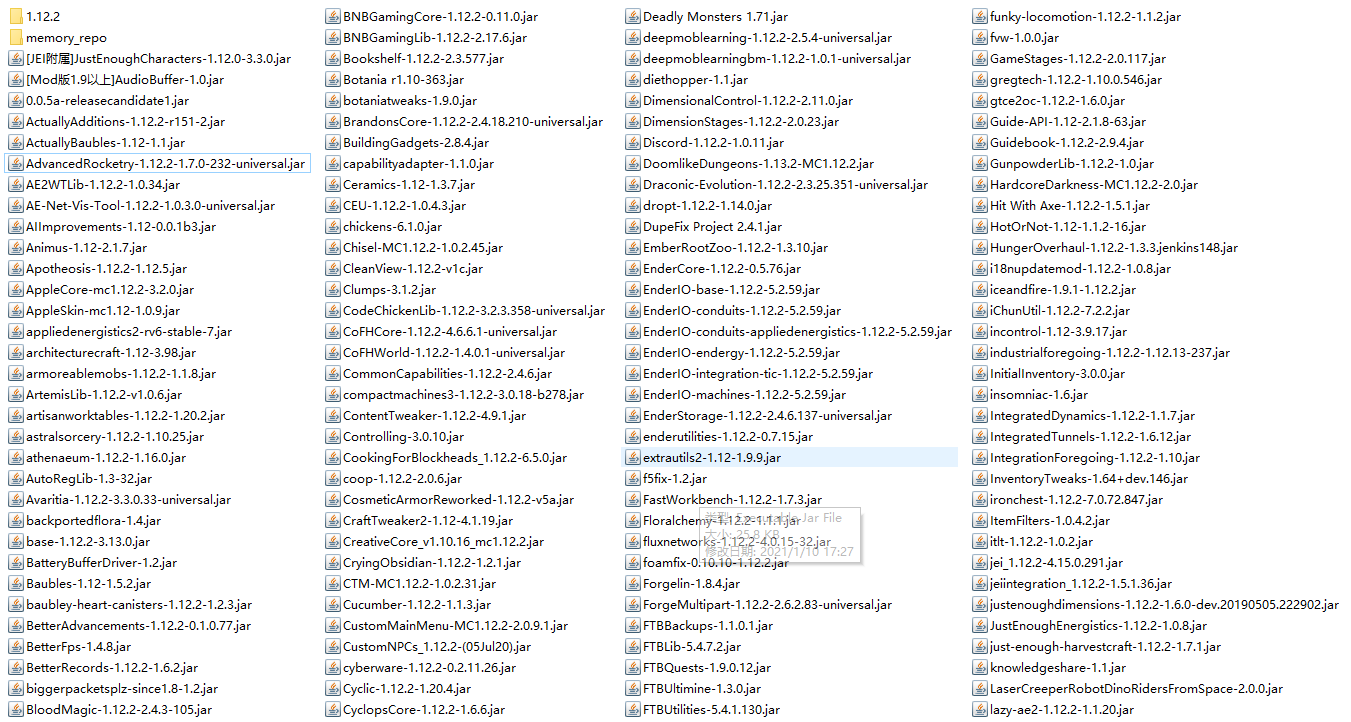 1.12.2
memory_repo
[JEI附属]JustEnoughCharacters-1.12.0-3.3.0.jar
[Mod版1.9以上]AudioBuffer-1.0.jar
0.0.5a-releasecandidate1.jar
ActuallyAdditions-1.12.2-r151-2.jar
ActuallyBaubles-1.12-1.1.jar
AdvancedRocketry-1.12.2-1.7.0-232-universal.jar
AE2WTLib-1.12.2-1.0.34.jar
AE-Net-Vis-Tool-1.12.2-1.0.3.0-universal.jar
AIImprovements-1.12-0.0.1b3.jar
Animus-1.12-2.1.7.jar
Apotheosis-1.12.2-1.12.5.jar
AppleCore-mc1.12.2-3.2.0.jar
AppleSkin-mc1.12-1.0.9.jar
appliedenergistics2-rv6-stable-7.jar
architecturecraft-1.12-3.98.jar
armoreablemobs-1.12.2-1.1.8.jar
ArtemisLib-1.12.2-v1.0.6.jar
artisanworktables-1.12.2-1.20.2.jar
astralsorcery-1.12.2-1.10.25.jar
athenaeum-1.12.2-1.16.0.jar
AutoRegLib-1.3-32.jar
Avaritia-1.12.2-3.3.0.33-universal.jar
backportedflora-1.4.jar
base-1.12.2-3.13.0.jar
BatteryBufferDriver-1.2.jar
Baubles-1.12-1.5.2.jar
baubley-heart-canisters-1.12.2-1.2.3.jar
BetterAdvancements-1.12.2-0.1.0.77.jar
BetterFps-1.4.8.jar
BetterRecords-1.12.2-1.6.2.jar
biggerpacketsplz-since1.8-1.2.jar
BloodMagic-1.12.2-2.4.3-105.jar
BNBGamingCore-1.12.2-0.11.0.jar
BNBGamingLib-1.12.2-2.17.6.jar
Bookshelf-1.12.2-2.3.577.jar
Botania r1.10-363.jar
botaniatweaks-1.9.0.jar
BrandonsCore-1.12.2-2.4.18.210-universal.jar
BuildingGadgets-2.8.4.jar
capabilityadapter-1.1.0.jar
Ceramics-1.12-1.3.7.jar
CEU-1.12.2-1.0.4.3.jar
chickens-6.1.0.jar
Chisel-MC1.12.2-1.0.2.45.jar
CleanView-1.12.2-v1c.jar
Clumps-3.1.2.jar
CodeChickenLib-1.12.2-3.2.3.358-universal.jar
CoFHCore-1.12.2-4.6.6.1-universal.jar
CoFHWorld-1.12.2-1.4.0.1-universal.jar
CommonCapabilities-1.12.2-2.4.6.jar
compactmachines3-1.12.2-3.0.18-b278.jar
ContentTweaker-1.12.2-4.9.1.jar
Controlling-3.0.10.jar
CookingForBlockheads_1.12.2-6.5.0.jar
coop-1.12.2-2.0.6.jar
CosmeticArmorReworked-1.12.2-v5a.jar
CraftTweaker2-1.12-4.1.19.jar
CreativeCore_v1.10.16_mc1.12.2.jar
CryingObsidian-1.12.2-1.2.1.jar
CTM-MC1.12.2-1.0.2.31.jar
Cucumber-1.12.2-1.1.3.jar
CustomMainMenu-MC1.12.2-2.0.9.1.jar
CustomNPCs_1.12.2-(05Jul20).jar
cyberware-1.12.2-0.2.11.26.jar
Cyclic-1.12.2-1.20.4.jar
CyclopsCore-1.12.2-1.6.6.jar
Deadly Monsters 1.71.jar
deepmoblearning-1.12.2-2.5.4-universal.jar
deepmoblearningbm-1.12.2-1.0.1-universal.jar
diethopper-1.1.jar
DimensionalControl-1.12.2-2.11.0.jar
DimensionStages-1.12.2-2.0.23.jar
Discord-1.12.2-1.0.11.jar
DoomlikeDungeons-1.13.2-MC1.12.2.jar
Draconic-Evolution-1.12.2-2.3.25.351-universal.jar
dropt-1.12.2-1.14.0.jar
DupeFix Project 2.4.1.jar
EmberRootZoo-1.12.2-1.3.10.jar
EnderCore-1.12.2-0.5.76.jar
EnderIO-base-1.12.2-5.2.59.jar
EnderIO-conduits-1.12.2-5.2.59.jar
EnderIO-conduits-appliedenergistics-1.12.2-5.2.59.jar
EnderIO-endergy-1.12.2-5.2.59.jar
EnderIO-integration-tic-1.12.2-5.2.59.jar
EnderIO-machines-1.12.2-5.2.59.jar
EnderStorage-1.12.2-2.4.6.137-universal.jar
enderutilities-1.12.2-0.7.15.jar
extrautils2-1.12-1.9.9.jar
f5fix-1.2.jar
FastWorkbench-1.12.2-1.7.3.jar
类型: Executable Jar File
Floralchemy-1.12.2-1.1.1.jar
大小: 25.8 KB
fluxnetworks-1.12.2-4.0.15-32.jar
修改日期: 2021/1/10 17:27
foamfix-0.10.10-1.12.2.jar
Forgelin-1.8.4.jar
ForgeMultipart-1.12.2-2.6.2.83-universal.jar
FTBBackups-1.1.0.1.jar
FTBLib-5.4.7.2.jar
FTBQuests-1.9.0.12.jar
FTBUltimine-1.3.0.jar
FTBUtilities-5.4.1.130.jar
funky-locomotion-1.12.2-1.1.2.jar
fvw-1.0.0.jar
GameStages-1.12.2-2.0.117.jar
gregtech-1.12.2-1.10.0.546.jar
gtce2oc-1.12.2-1.6.0.jar
Guide-API-1.12-2.1.8-63.jar
Guidebook-1.12.2-2.9.4.jar
GunpowderLib-1.12.2-1.0.jar
HardcoreDarkness-MC1.12.2-2.0.jar
Hit With Axe-1.12.2-1.5.1.jar
HotOrNot-1.12-1.1.2-16.jar
HungerOverhaul-1.12.2-1.3.3.jenkins148.jar
i18nupdatemod-1.12.2-1.0.8.jar
iceandfire-1.9.1-1.12.2.jar
iChunUtil-1.12.2-7.2.2.jar
incontrol-1.12-3.9.17.jar
industrialforegoing-1.12.2-1.12.13-237.jar
InitialInventory-3.0.0.jar
insomniac-1.6.jar
IntegratedDynamics-1.12.2-1.1.7.jar
IntegratedTunnels-1.12.2-1.6.12.jar
IntegrationForegoing-1.12.2-1.10.jar
InventoryTweaks-1.64+dev.146.jar
ironchest-1.12.2-7.0.72.847.jar
ItemFilters-1.0.4.2.jar
itlt-1.12.2-1.0.2.jar
jei_1.12.2-4.15.0.291.jar
jeiintegration_1.12.2-1.5.1.36.jar
justenoughdimensions-1.12.2-1.6.0-dev.20190505.222902.jar
JustEnoughEnergistics-1.12.2-1.0.8.jar
just-enough-harvestcraft-1.12.2-1.7.1.jar
knowledgeshare-1.1.jar
LaserCreeperRobotDinoRidersFromSpace-2.0.0.jar
lazy-ae2-1.12.2-1.1.20.jar